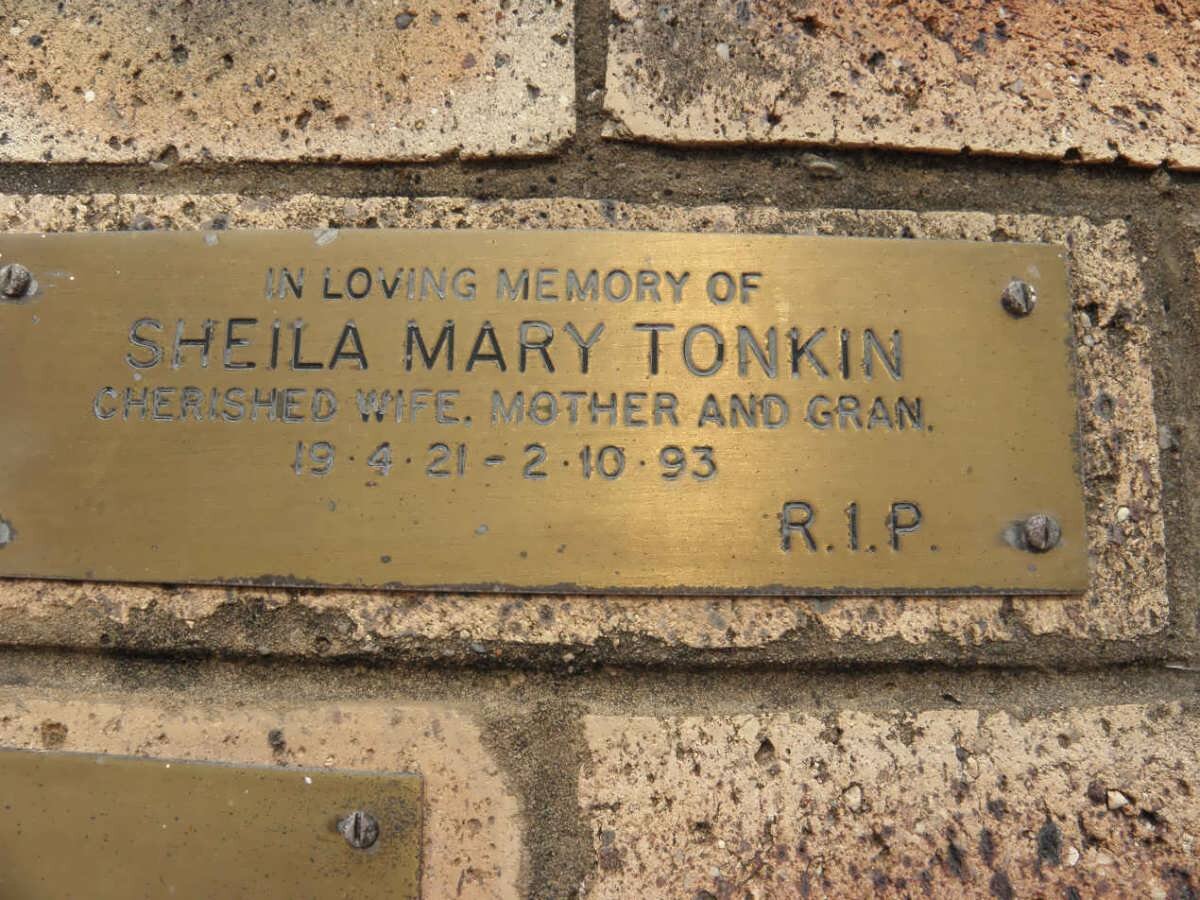 IN LOVING MEMORY OF
SHEILA MARY TONKIN
CHERISHED WIFE, MOTHER AND GRAN.
19·4·21-2·10·93
R.I.P.